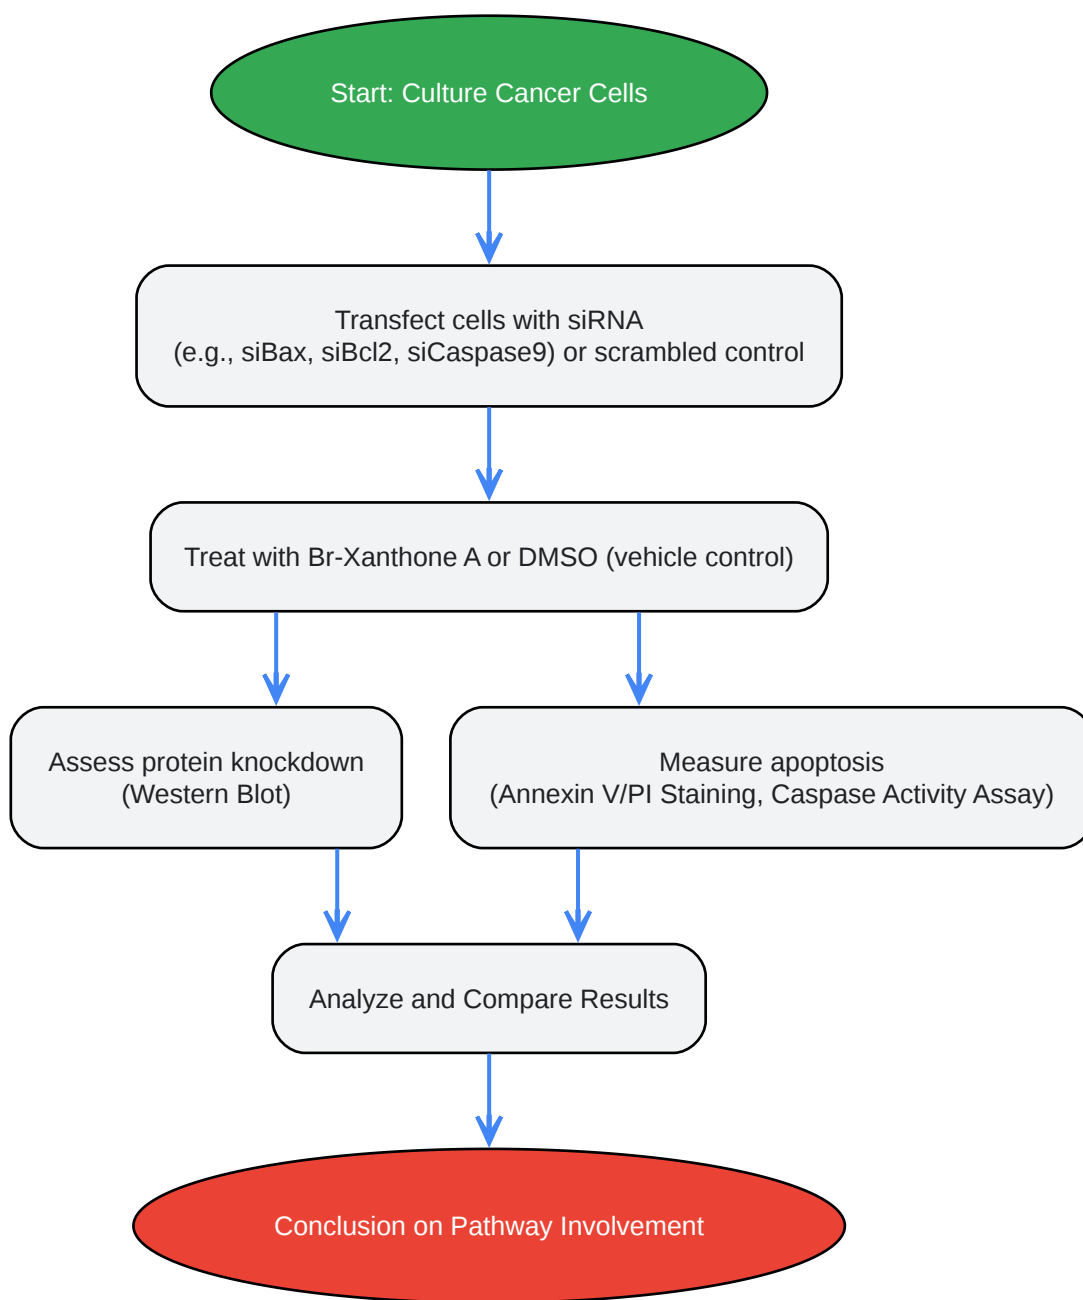 Start: Culture Cancer Cells
Transfect cells with siRNA
(e.g., siBax, siBcl2, siCaspase9) or scrambled control
Treat with Br-Xanthone A or DMSO (vehicle control)
Assess protein knockdown
(Western Blot)
Measure apoptosis
(Annexin V/PI Staining, Caspase Activity Assay)
Analyze and Compare Results
Conclusion on Pathway Involvement